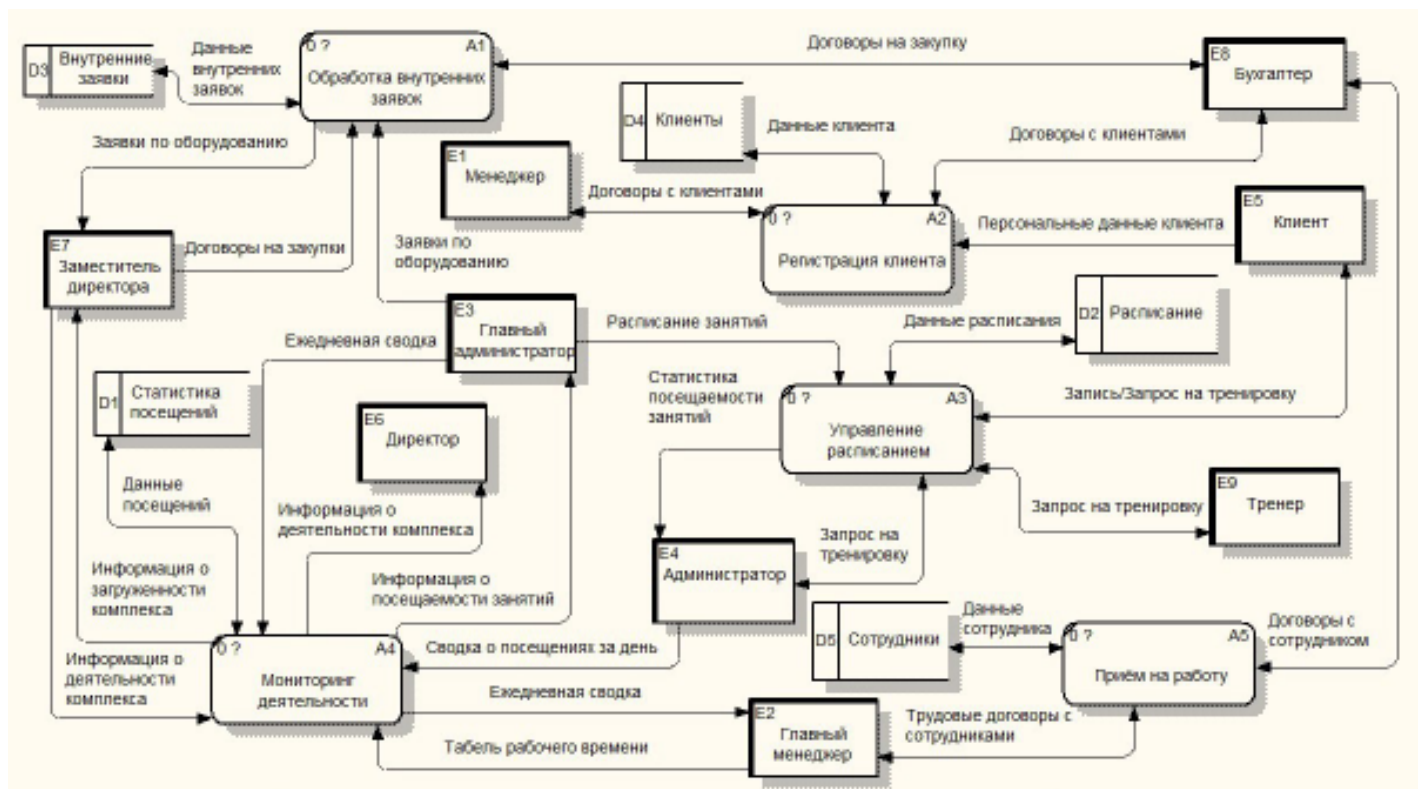 D3
Внутренние
заявки
Данные
внутренних
заявок
0 ?
A1
Обработка внутренних
заявок
Договоры на закупку
E8
Бухгалтер
Заявки по оборудованию
D4
Клиенты
Данные клиента
Договоры с клиентами
E1
Менеджер
Договоры с клиентами
0 ?
A2
Регистрация клиента
Персональные данные клиента
E5
Клиент
E7
Заместитель
директора
Договоры на закупки
Заявки по
оборудованию
E3
Главный
администратор
Расписание занятий
Данные расписания
D2
Расписание
Ежедневная сводка
D1
Статистика
посещений
E6
Директор
Статистика
посещаемости
занятий
0 ?
A3
Управление
расписанием
Запись/Запрос на тренировку
Данные
посещений
Информация о
деятельности комплекса
Запрос на
тренировку
Запрос на тренировку
E9
Тренер
E4
Администратор
Информация о
загруженности
комплекса
Информация о
посещаемости занятий
D5
Сотрудники
Данные
сотрудника
0 ?
A5
Приём на работу
Договоры с
сотрудником
Информация о
деятельности
комплекса
0 ?
A4
Мониторинг
деятельности
Сводка о посещениях за день
Ежедневная сводка
E2
Главный
менеджер
Трудовые договоры с
сотрудниками
Табель рабочего времени